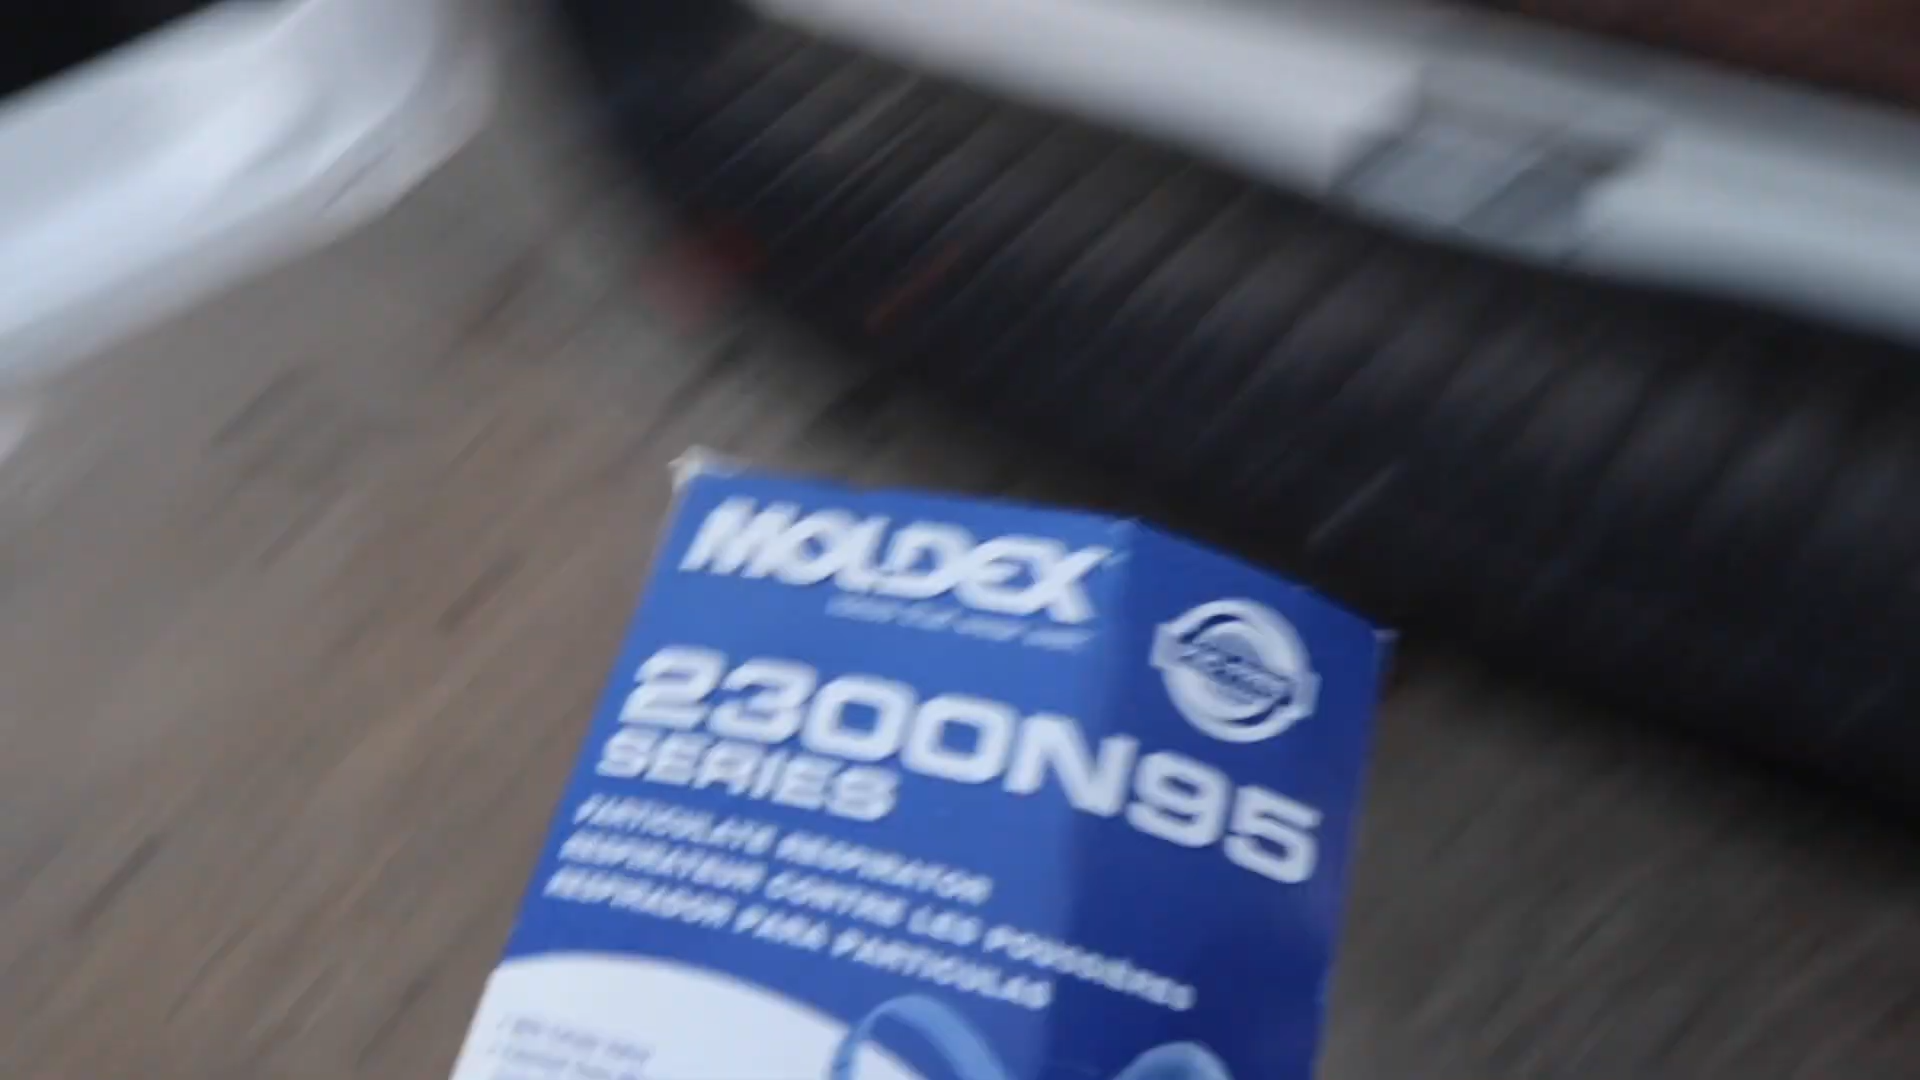 MOLDEX
2300N95
SERIES
PARTICULATE RESPIRATOR
RESPIRATEUR CONTRE LES POUSSIÈRES
RESPIRADOR PARA PARTICULAS